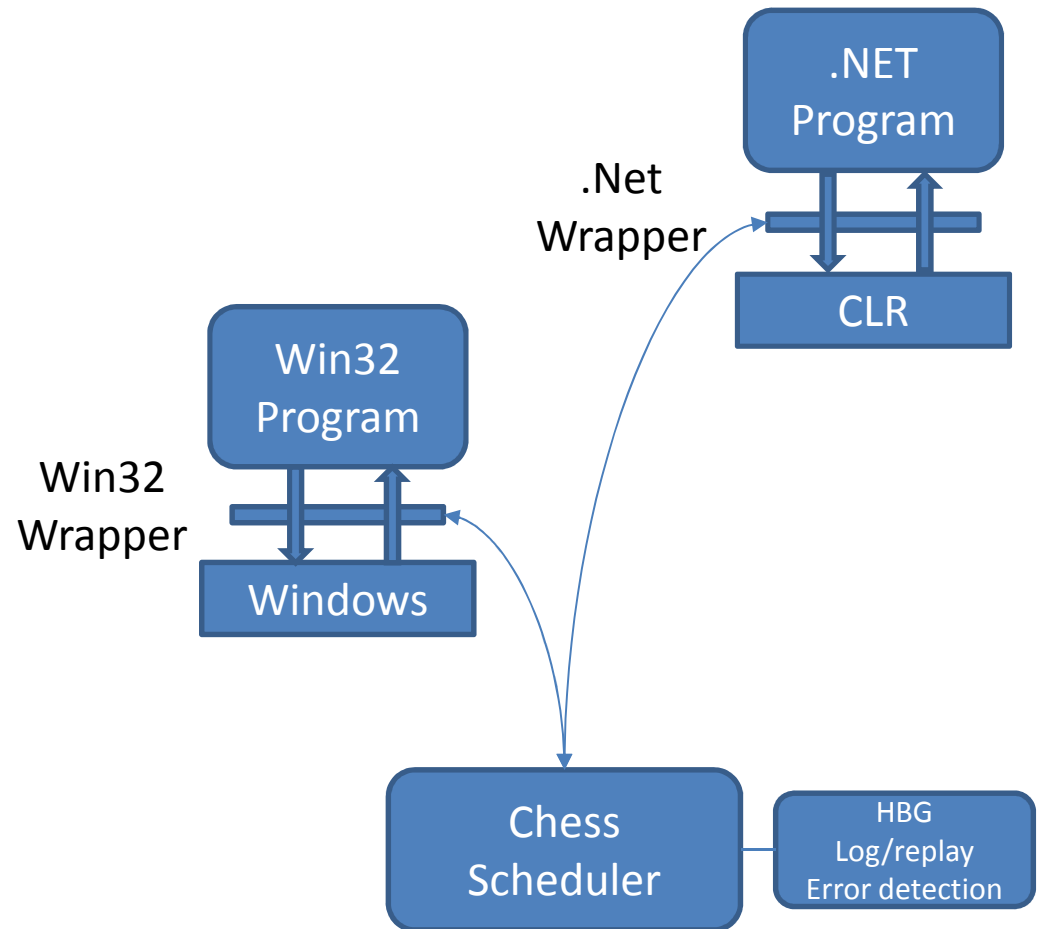 .NET
Program
.Net
Wrapper
CLR
Win32
Program
Win32
Wrapper
Windows
Chess
Scheduler
HBG
Log/replay
Error detection